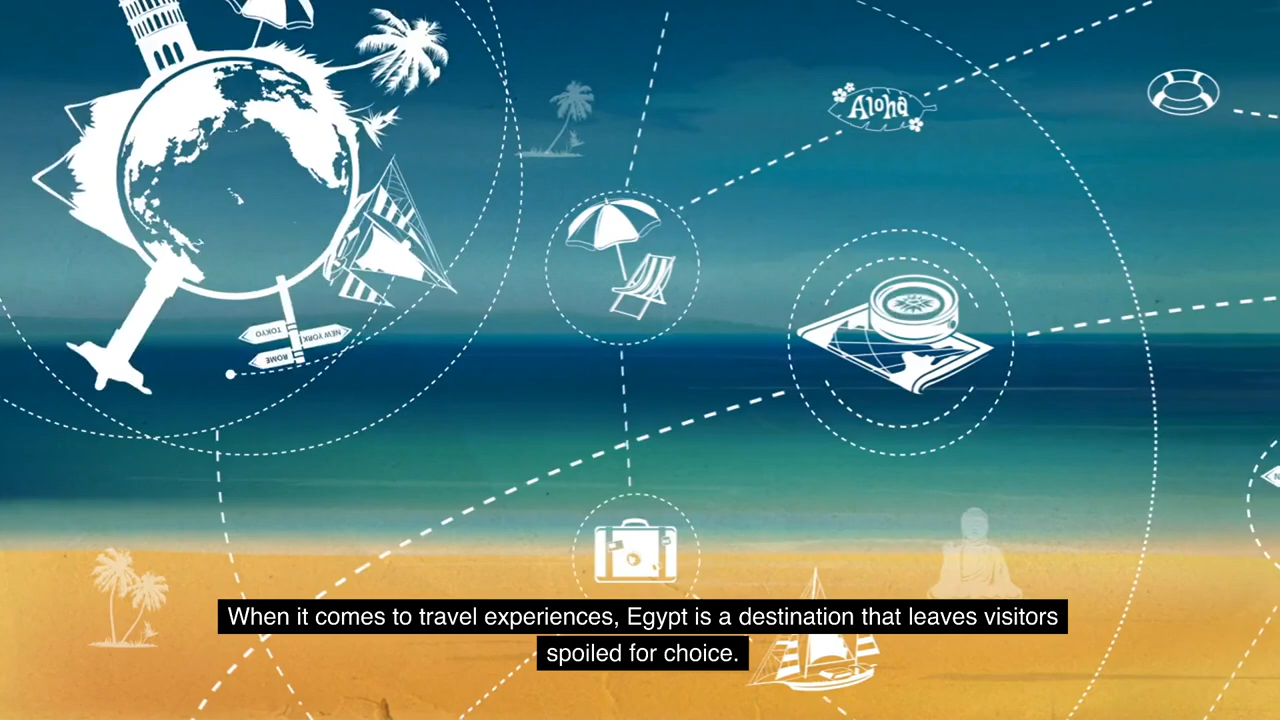 Aloha
TOKYO
NEW YORK
ROME
N
When it comes to travel experiences, Egypt is a destination that leaves visitors
spoiled for choice.